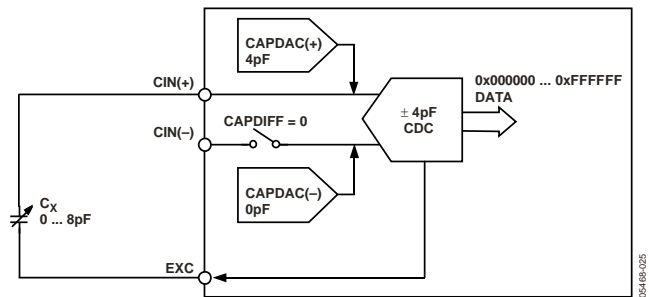 CAPDAC(+)
4pF
CIN(+)
0x000000 ... 0xFFFFFF
DATA
± 4pF
CDC
CIN(–)
CAPDIFF = 0
CAPDAC(–)
0pF
CX
0 ... 8pF
EXC
05468-025